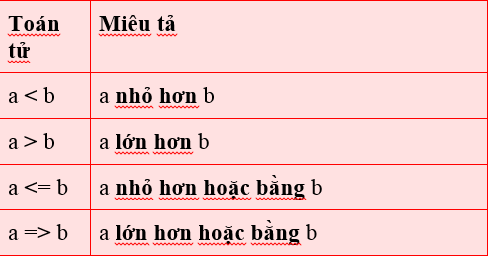 Toán Miêu tả
tử
a < b a nhỏ hơn b
a > b a lớn hơn b
a <= b a nhỏ hơn hoặc bằng b
a => b a lớn hơn hoặc bằng b